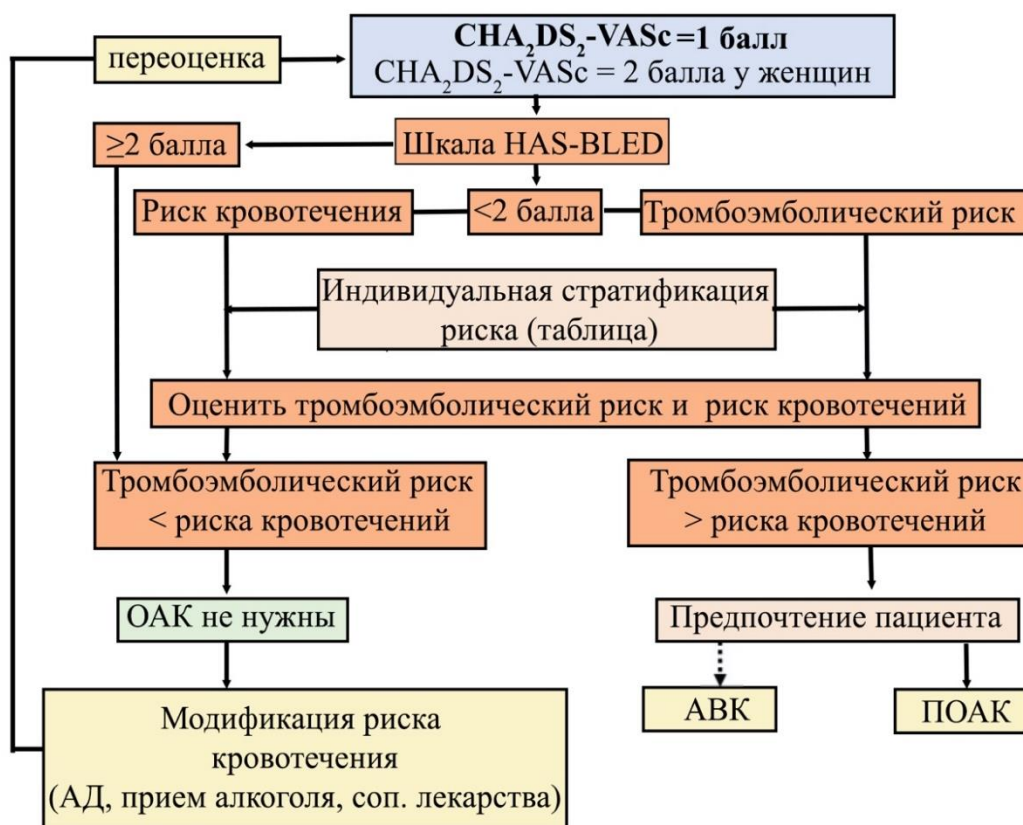 переоценка
CHA₂DS₂-VASc=1 балл
CHA₂DS₂-VASc = 2 балла у женщин
≥2 балла
Шкала HAS-BLED
Риск кровотечения
<2 балла
Тромбоэмболический риск
Индивидуальная стратификация
риска (таблица)
Оценить тромбоэмболический риск и риск кровотечений
Тромбоэмболический риск
< риска кровотечений
Тромбоэмболический риск
> риска кровотечений
ОАК не нужны
Предпочтение пациента
АВК
ПОАК
Модификация риска
кровотечения
(АД, прием алкоголя, соп. лекарства)